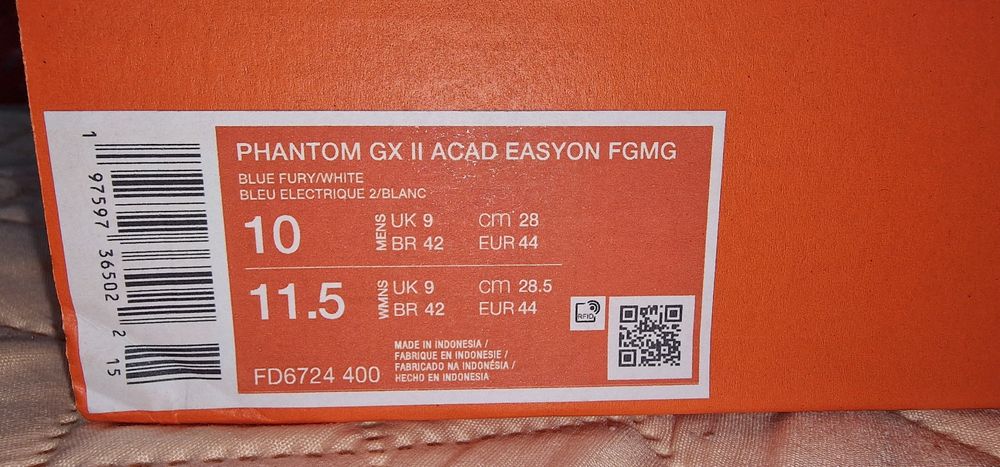 1 97597 36502 2 15
PHANTOM GX II ACAD EASYON FGMG
BLUE FURY/WHITE
BLEU ELECTRIQUE 2/BLANC
10 MENS UK 9 cm 28
BR 42 EUR 44
11.5 WMNS UK 9 cm 28.5
BR 42 EUR 44
RFID
MADE IN INDONESIA /
FABRIQUE EN INDONESIE /
FABRICADO NA INDONÉSIA /
HECHO EN INDONESIA
FD6724 400